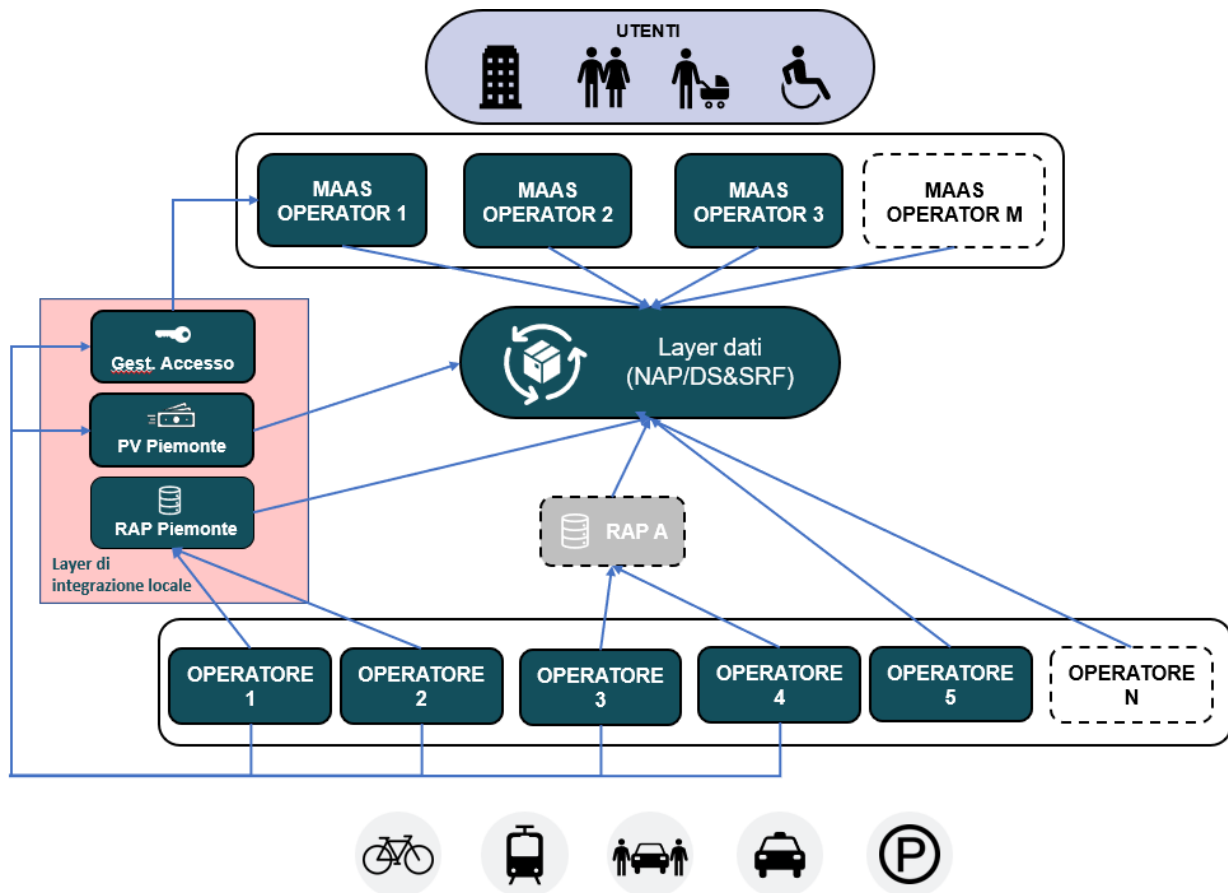 UTENTI
MAAS
OPERATOR 1
MAAS
OPERATOR 2
MAAS
OPERATOR 3
MAAS
OPERATOR M
Gest. Accesso
PV Piemonte
RAP Piemonte
Layer di
integrazione locale
Layer dati
(NAP/DS&SRF)
RAP A
OPERATORE
1
OPERATORE
2
OPERATORE
3
OPERATORE
4
OPERATORE
5
OPERATORE
N
P